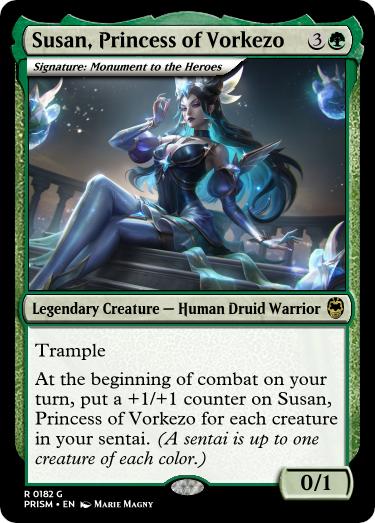 Susan, Princess of Vorkezo 3
Signature: Monument to the Heroes
Legendary Creature — Human Druid Warrior
Trample
At the beginning of combat on your
turn, put a +1/+1 counter on Susan,
Princess of Vorkezo for each creature
in your sentai. (A sentai is up to one
creature of each color.)
0/1
R 0182 G
PRISM • EN Marie Magny